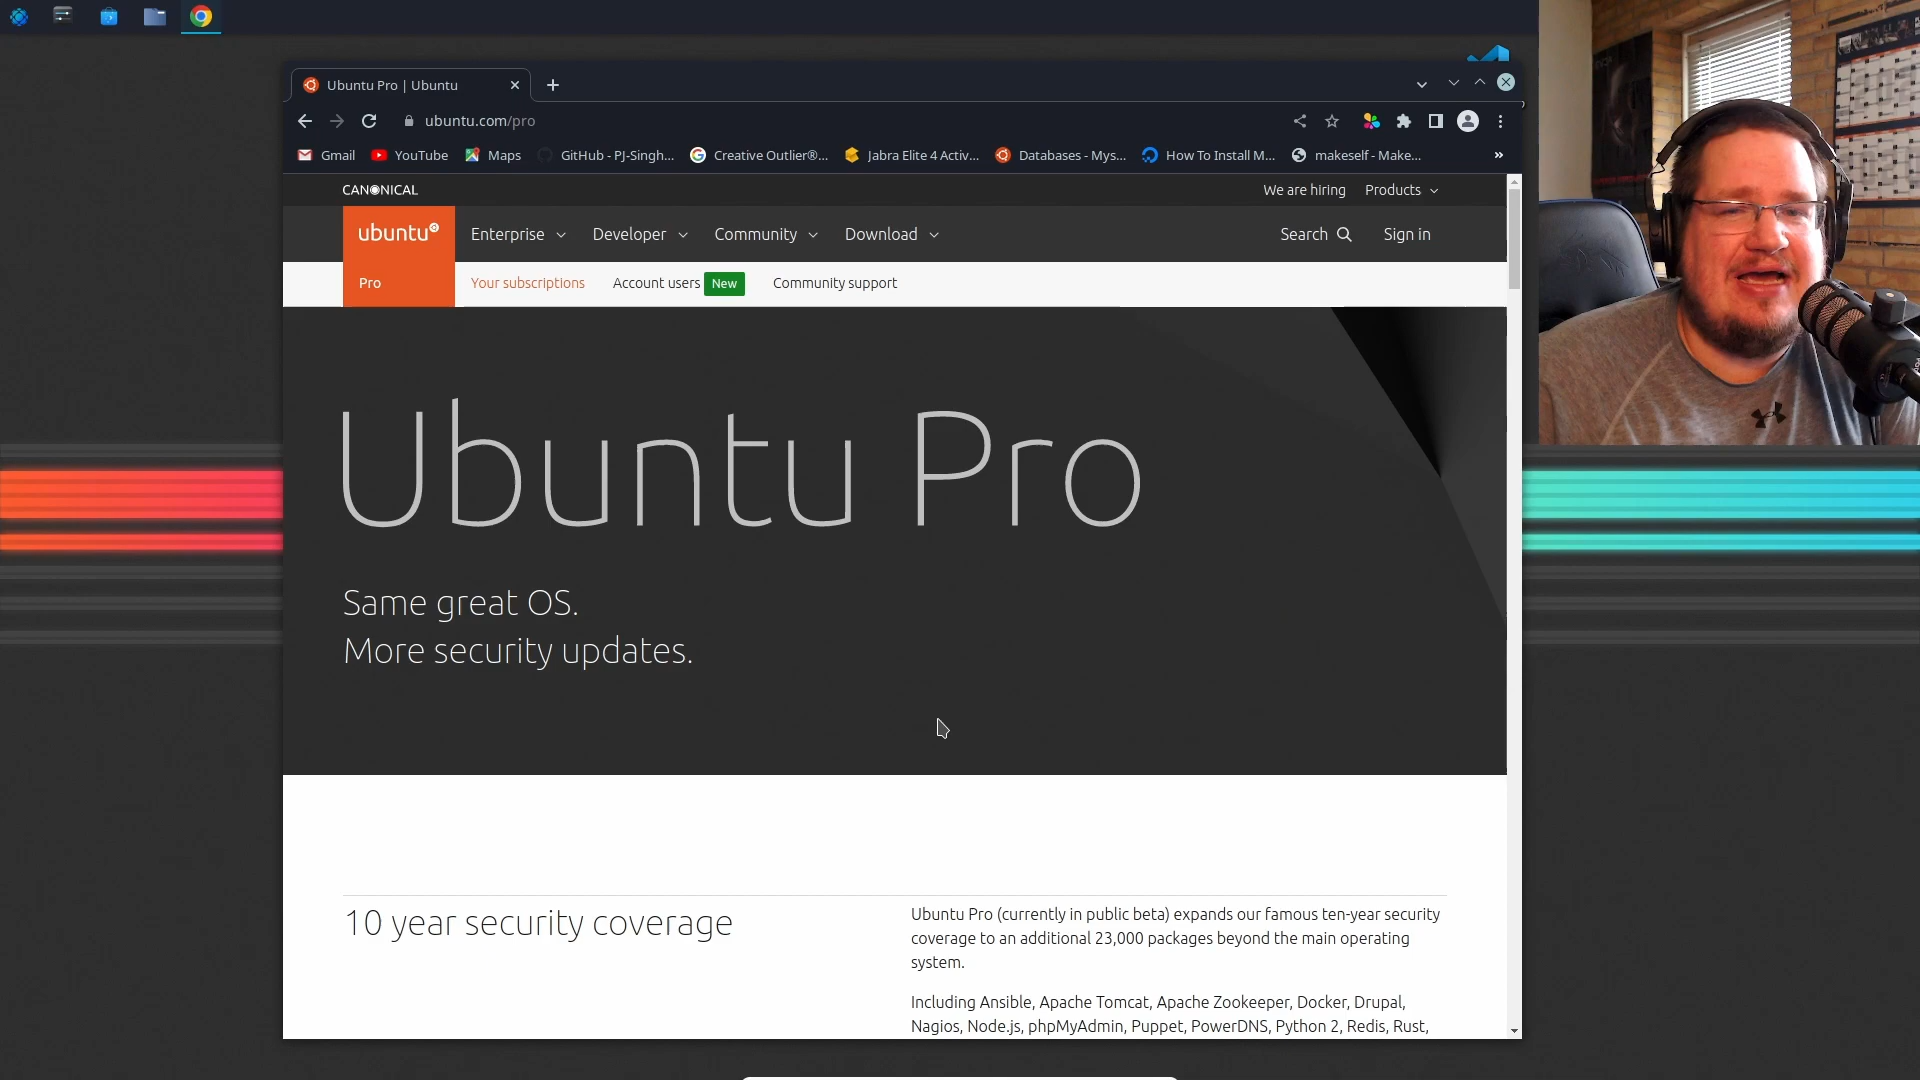 Ubuntu Pro | Ubuntu
ubuntu.com/pro
Gmail YouTube Maps GitHub - PJ-Singh... Creative Outlier®... Jabra Elite 4 Activ... Databases - Mys... How To Install M... makeself - Make... »
CANONICAL We are hiring Products
ubuntu Enterprise Developer Community Download Search Sign in
Pro Your subscriptions Account users New Community support
Ubuntu Pro
Same great OS.
More security updates.
10 year security coverage
Ubuntu Pro (currently in public beta) expands our famous ten-year security
coverage to an additional 23,000 packages beyond the main operating
system.
Including Ansible, Apache Tomcat, Apache Zookeeper, Docker, Drupal,
Nagios, Node.js, phpMyAdmin, Puppet, PowerDNS, Python 2, Redis, Rust,